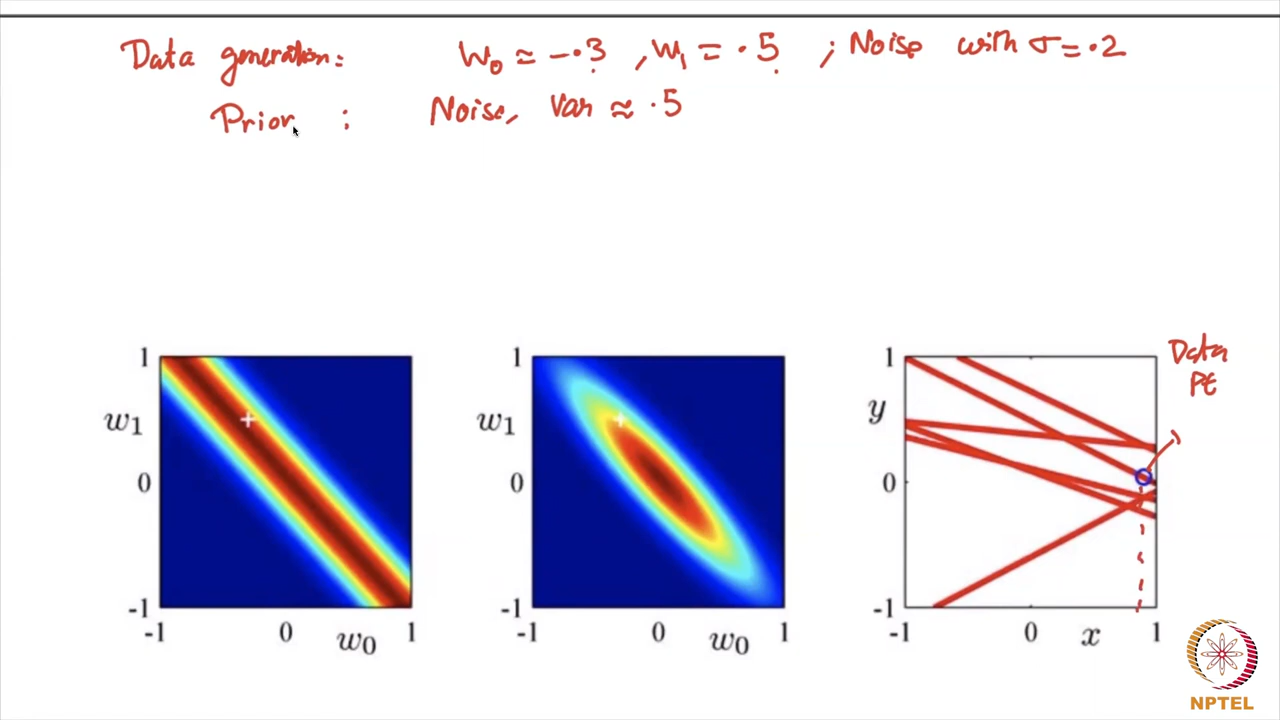 Data generation: W₀ ≃ -.3 , W₁ = .5 ; Noise with σ = .2
Prior : Noise, Var ≈ .5
1 w₁ 0 -1
-1 0 w₀ 1
1 w₁ 0 -1
-1 0 w₀ 1
1 y 0 -1
-1 0 x 1
Data
Pt
NPTEL